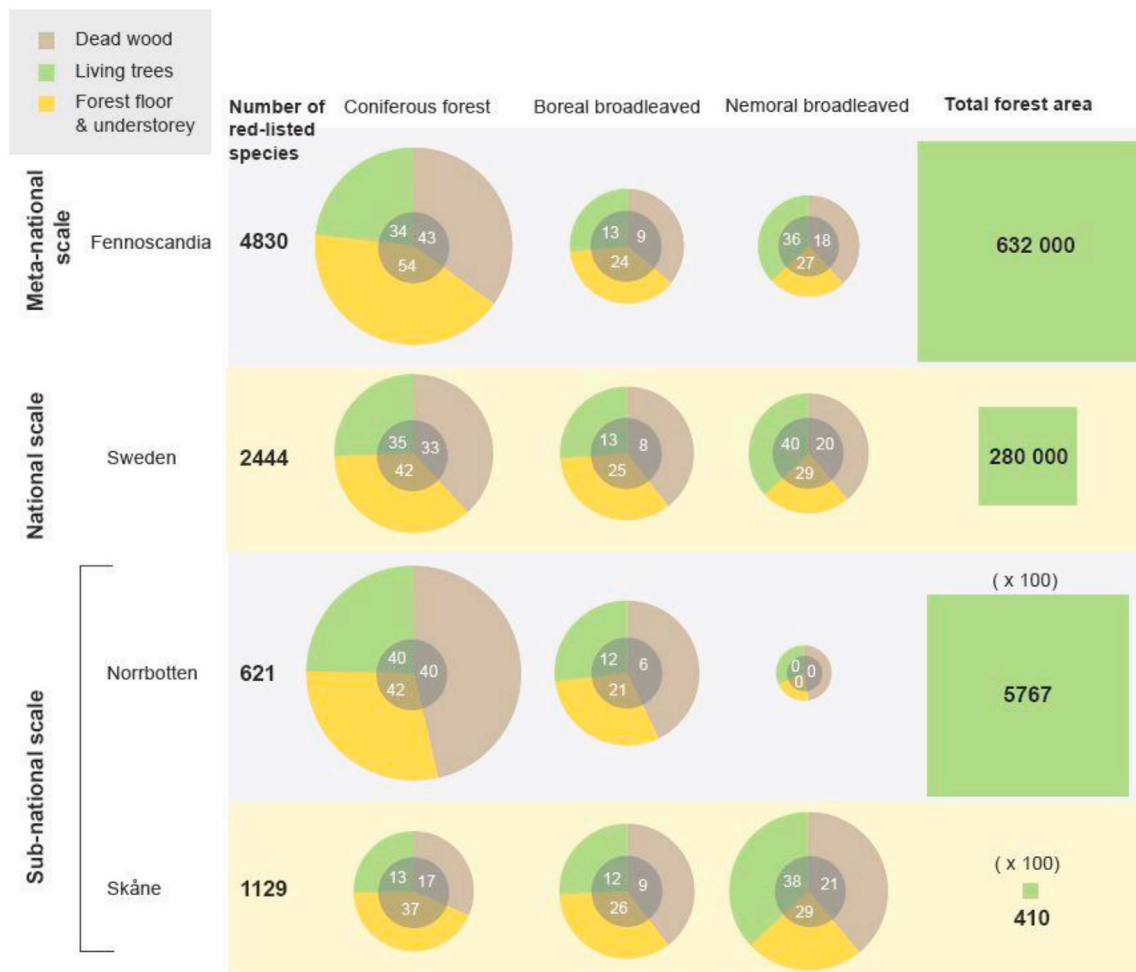 Dead wood
Living trees
Forest floor
& understorey
Number of
red-listed
species
Coniferous forest
Boreal broadleaved
Nemoral broadleaved
Total forest area
Meta-national
scale
Fennoscandia
4830
34 43
54
13 9
24
36 18
27
632 000
National scale
Sweden
2444
35 33
42
13 8
25
40 20
29
280 000
Sub-national scale
Norrbotten
621
40 40
42
12 6
21
0 0
0
( x 100)
5767
Skåne
1129
13 17
37
12 9
26
38 21
29
( x 100)
410